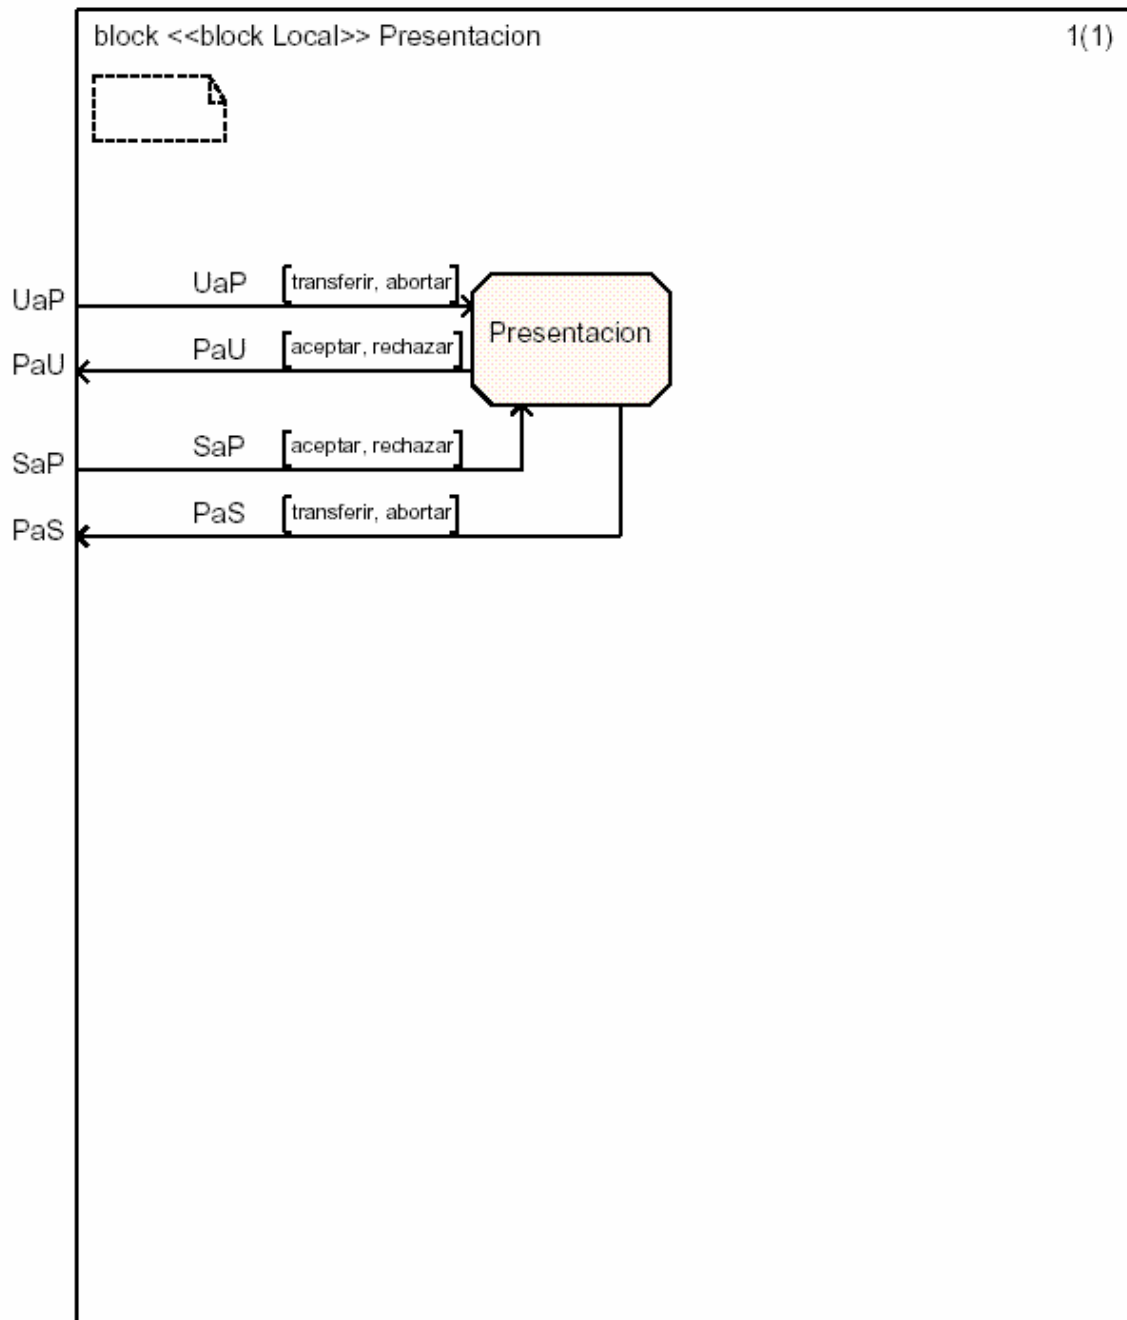 block <<block Local>> Presentacion 1(1)
UaP UaP [transferir, abortar]
Presentacion
PaU PaU [aceptar, rechazar]
SaP SaP [aceptar, rechazar]
PaS PaS [transferir, abortar]